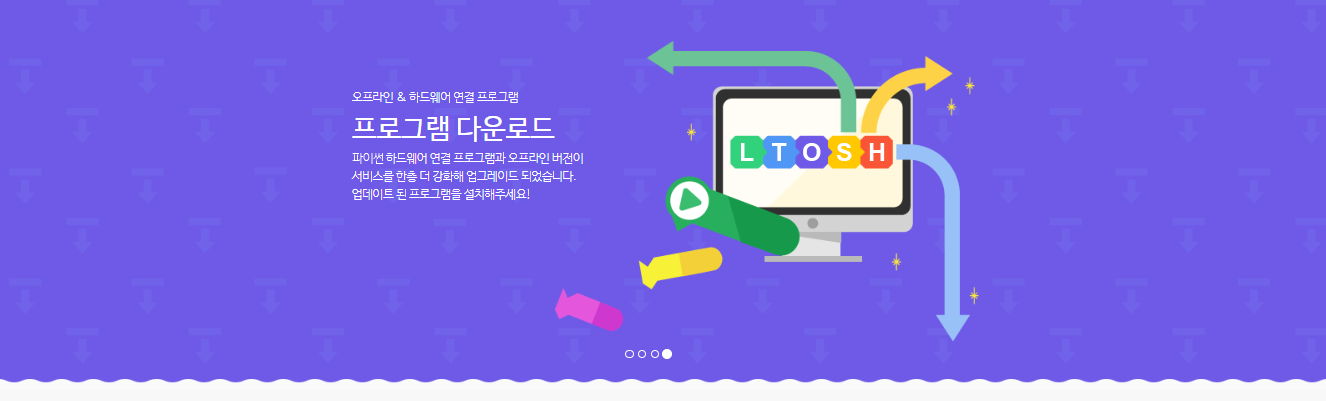 오프라인 & 하드웨어 연결 프로그램
프로그램 다운로드
파이썬 하드웨어 연결 프로그램과 오프라인 버전이
서비스를 한층 더 강화해 업그레이드 되었습니다.
업데이트 된 프로그램을 설치해주세요!
LTOSH